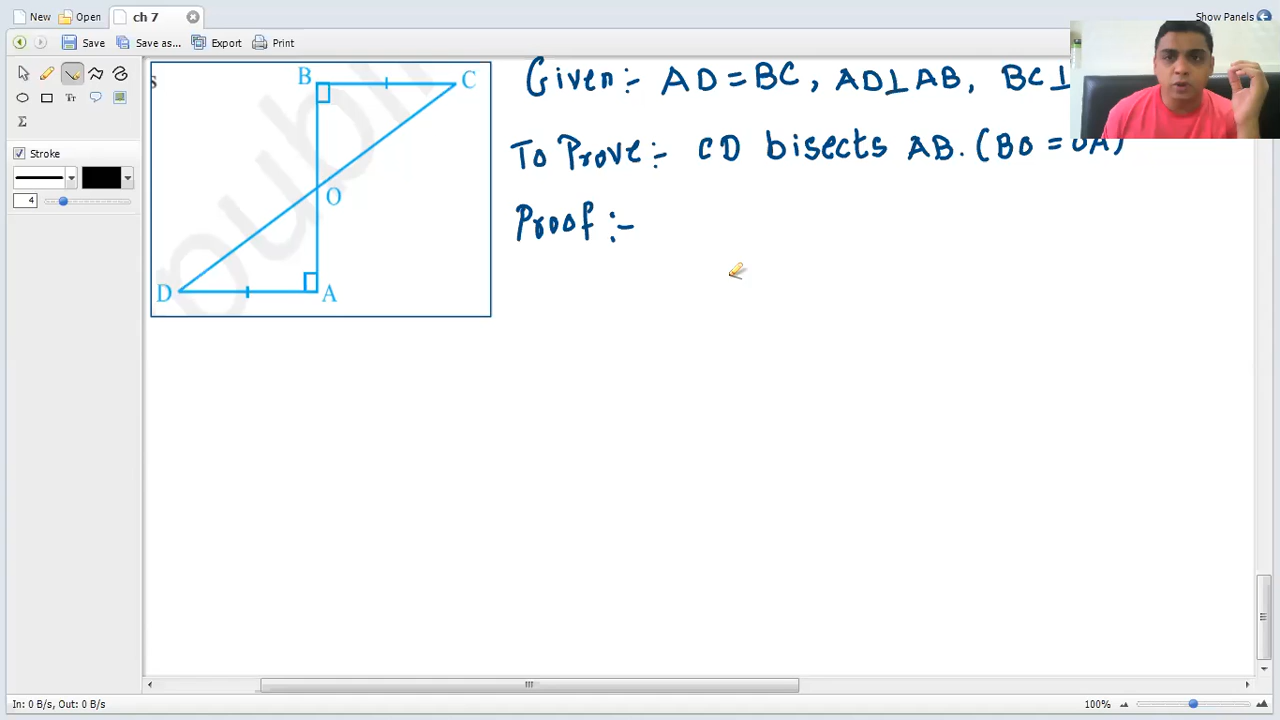 New Open ch 7 Show Panels
Save Save as... Export Print
s
B C
O
D A
Given :- AD = BC, AD⊥AB, BC⊥
To Prove :- CD bisects AB. (BO = OA)
Proof :-
Tr
Σ
Stroke
4
In: 0 B/s, Out: 0 B/s 100%